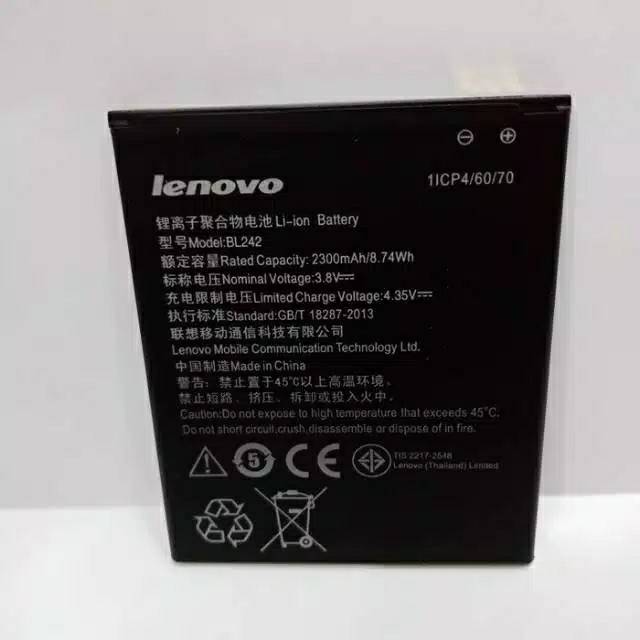 lenovo
1ICP4/60/70
锂离子聚合物电池 Li-ion Battery
型号Model:BL242
额定容量Rated Capacity: 2300mAh/8.74Wh
标称电压Nominal Voltage:3.8V⎓
充电限制电压Limited Charge Voltage:4.35V⎓
执行标准Standard:GB/T 18287-2013
联想移动通信科技有限公司
Lenovo Mobile Communication Technology Ltd.
中国制造Made in China
警告: 禁止置于45℃以上高温环境、
禁止短路、挤压、拆卸或投入火中。
Caution:Do not expose to high temperature that exceeds 45°C.
Do not short circuit,crush,disassemble or dispose of in fire.
5
CE
TIS 2217-2548
Lenovo (Thailand) Limited